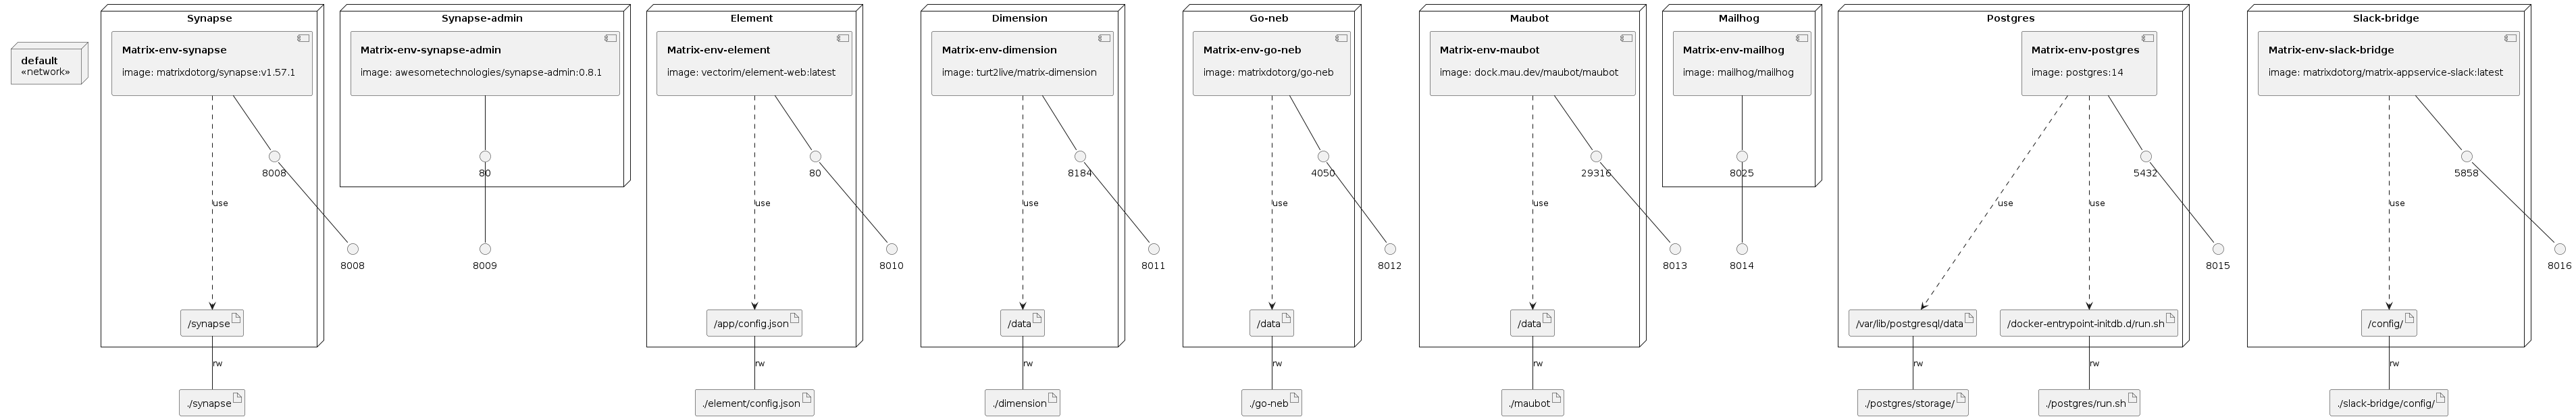 default
«network»
Synapse
Matrix-env-synapse
image: matrixdotorg/synapse:v1.57.1
8008
use
8008
/synapse
rw
./synapse
Synapse-admin
Matrix-env-synapse-admin
image: awesometechnologies/synapse-admin:0.8.1
80
8009
Element
Matrix-env-element
image: vectorim/element-web:latest
80
use
8010
/app/config.json
rw
./element/config.json
Dimension
Matrix-env-dimension
image: turt2live/matrix-dimension
8184
use
8011
/data
rw
./dimension
Go-neb
Matrix-env-go-neb
image: matrixdotorg/go-neb
4050
use
8012
/data
rw
./go-neb
Maubot
Matrix-env-maubot
image: dock.mau.dev/maubot/maubot
29316
use
8013
/data
rw
./maubot
Mailhog
Matrix-env-mailhog
image: mailhog/mailhog
8025
8014
Postgres
Matrix-env-postgres
image: postgres:14
5432
use
use
8015
/var/lib/postgresql/data
/docker-entrypoint-initdb.d/run.sh
rw
rw
./postgres/storage/
./postgres/run.sh
Slack-bridge
Matrix-env-slack-bridge
image: matrixdotorg/matrix-appservice-slack:latest
5858
use
8016
/config/
rw
./slack-bridge/config/